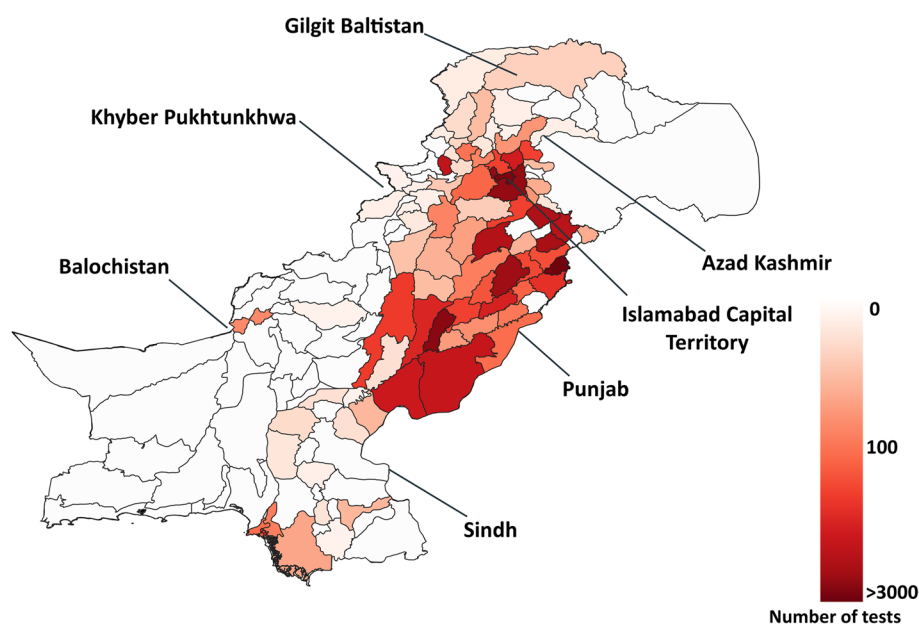 Gilgit Baltistan
Khyber Pukhtunkhwa
Balochistan
Azad Kashmir
Islamabad Capital
Territory
Punjab
Sindh
0
100
>3000
Number of tests